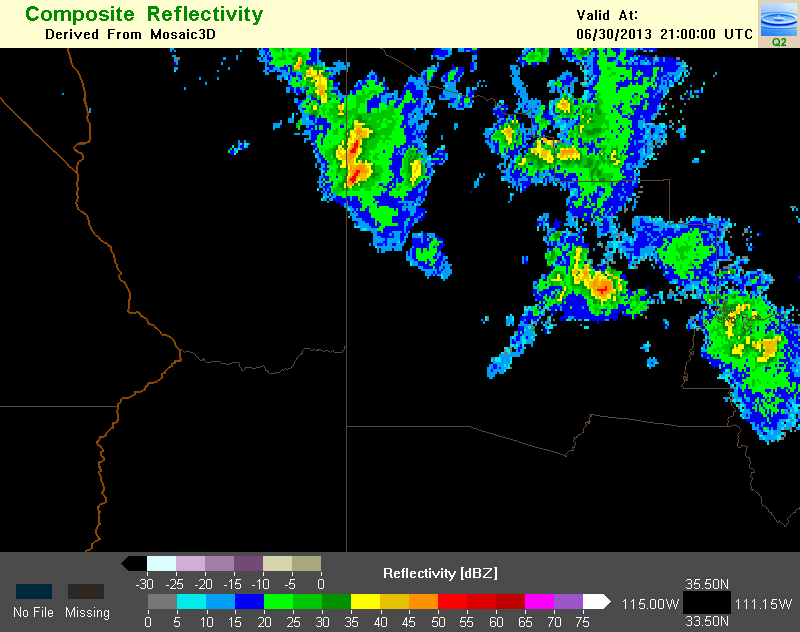 Composite Reflectivity
Derived From Mosaic3D
Valid At:
06/30/2013 21:00:00 UTC
Q2
Reflectivity [dBZ]
-30 -25 -20 -15 -10 -5 0
No File Missing
0 5 10 15 20 25 30 35 40 45 50 55 60 65 70 75
35.50N
115.00W 111.15W
33.50N